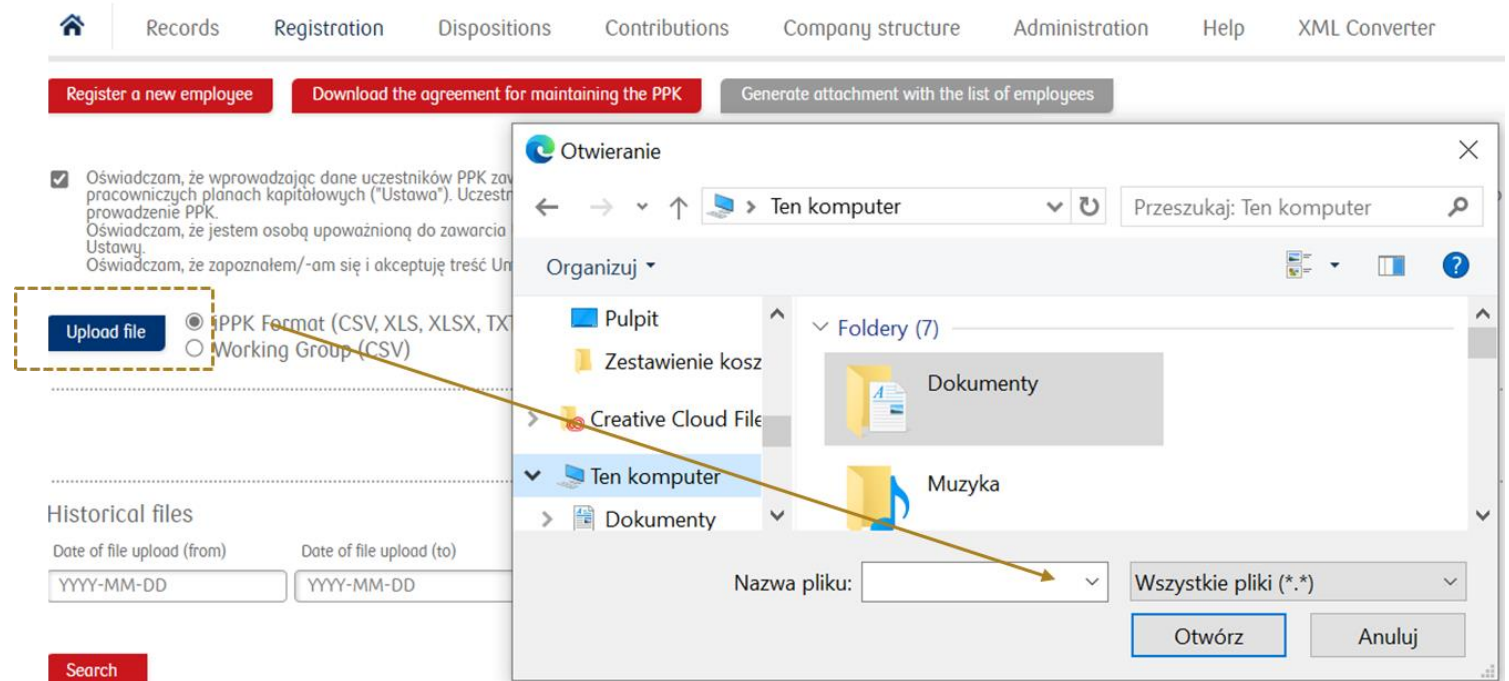 Records Registration Dispositions Contributions Company structure Administration Help XML Converter
Register a new employee Download the agreement for maintaining the PPK Generate attachment with the list of employees
Oświadczam, że wprowadzając dane uczestników PPK
pracowniczych planach kapitałowych ("Ustawa").
prowadzenie PPK.
Oświadczam, że jestem osobą upoważnioną do zawarcia
Ustawy.
Oświadczam, że zapoznałem/-am się i akceptuję treść
Upload file
iPPK Format (CSV, XLS, XLSX,
Working Group (CSV)
Historical files
Date of file upload (from) Date of file upload (to)
YYYY-MM-DD YYYY-MM-DD
Search
Otwieranie
Ten komputer
Przeszukaj: Ten komputer
Organizuj
Pulpit
Zestawienie kosz
Creative Cloud File
Ten komputer
Dokumenty
Foldery (7)
Dokumenty
Muzyka
Nazwa pliku:
Wszystkie pliki (*.*)
Otwórz Anuluj